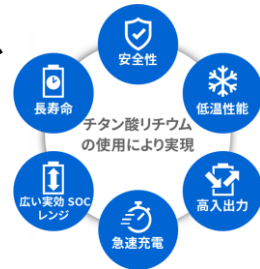 安全性
低温性能
高入出力
急速充電
広い実効 SOC
レンジ
長寿命
チタン酸リチウム
の使用により実現